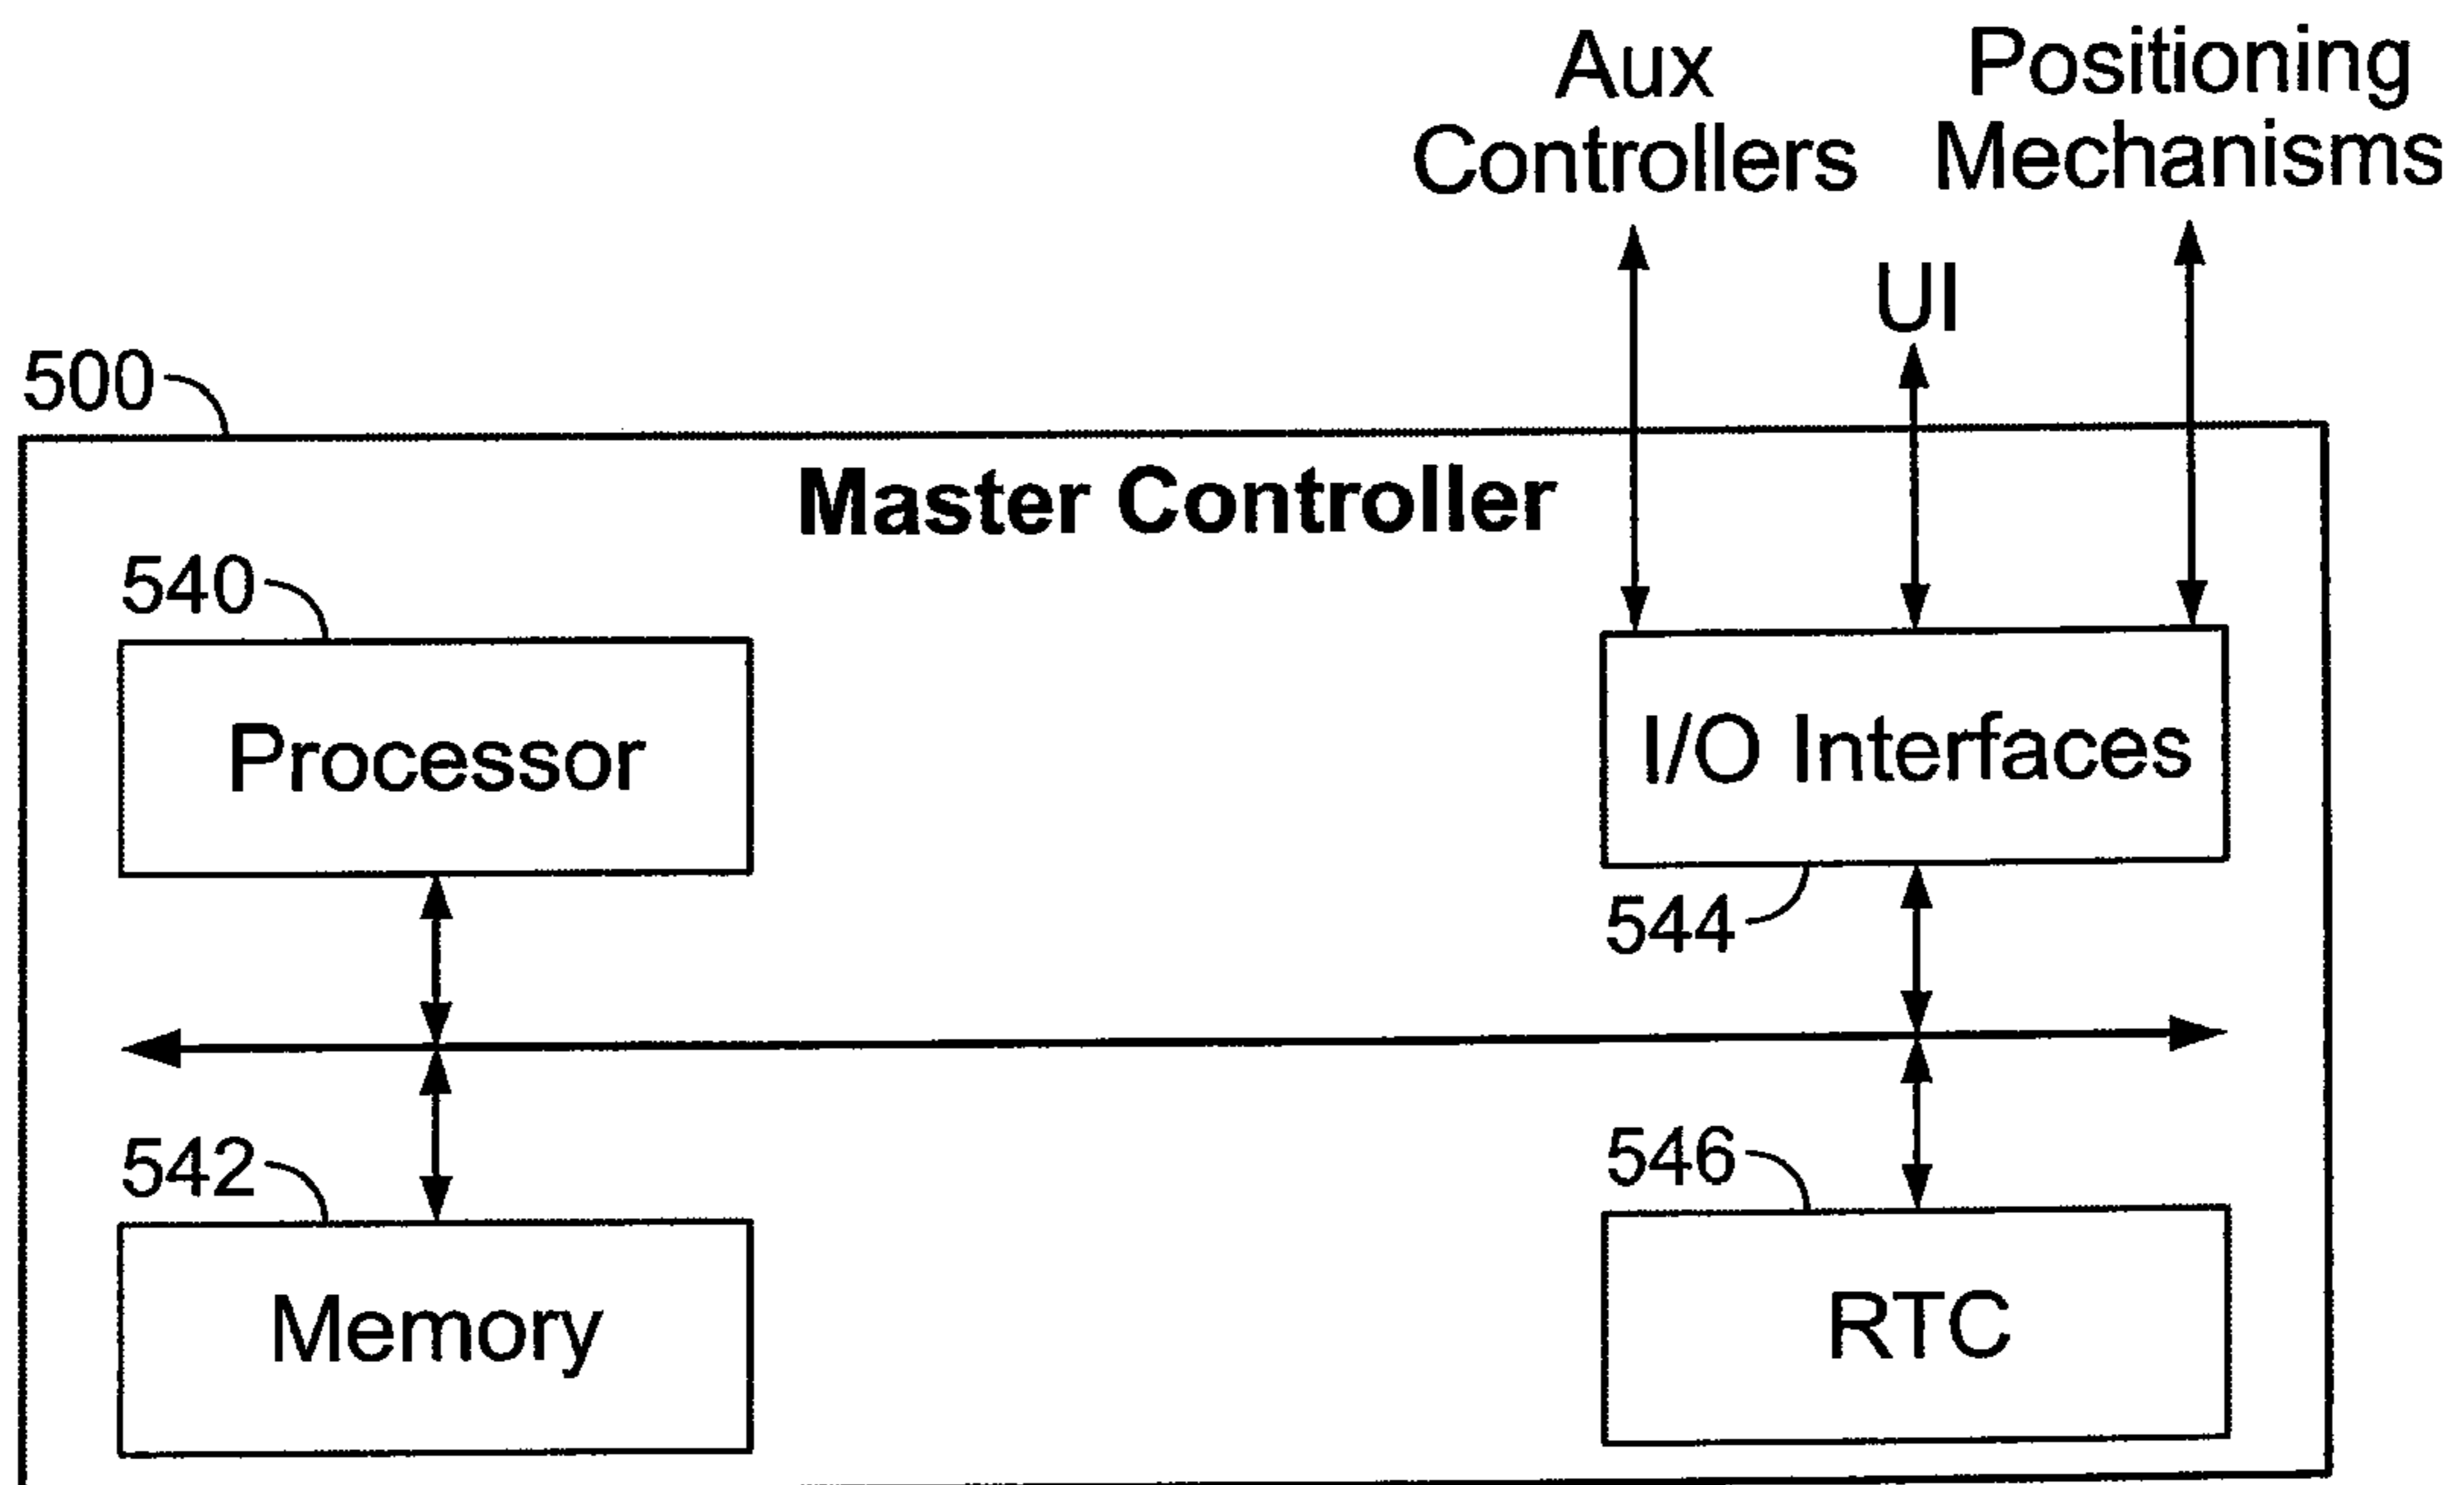 Aux
Controllers
Positioning
Mechanisms
UI
500
Master Controller
540
Processor
I/O Interfaces
544
542
Memory
546
RTC